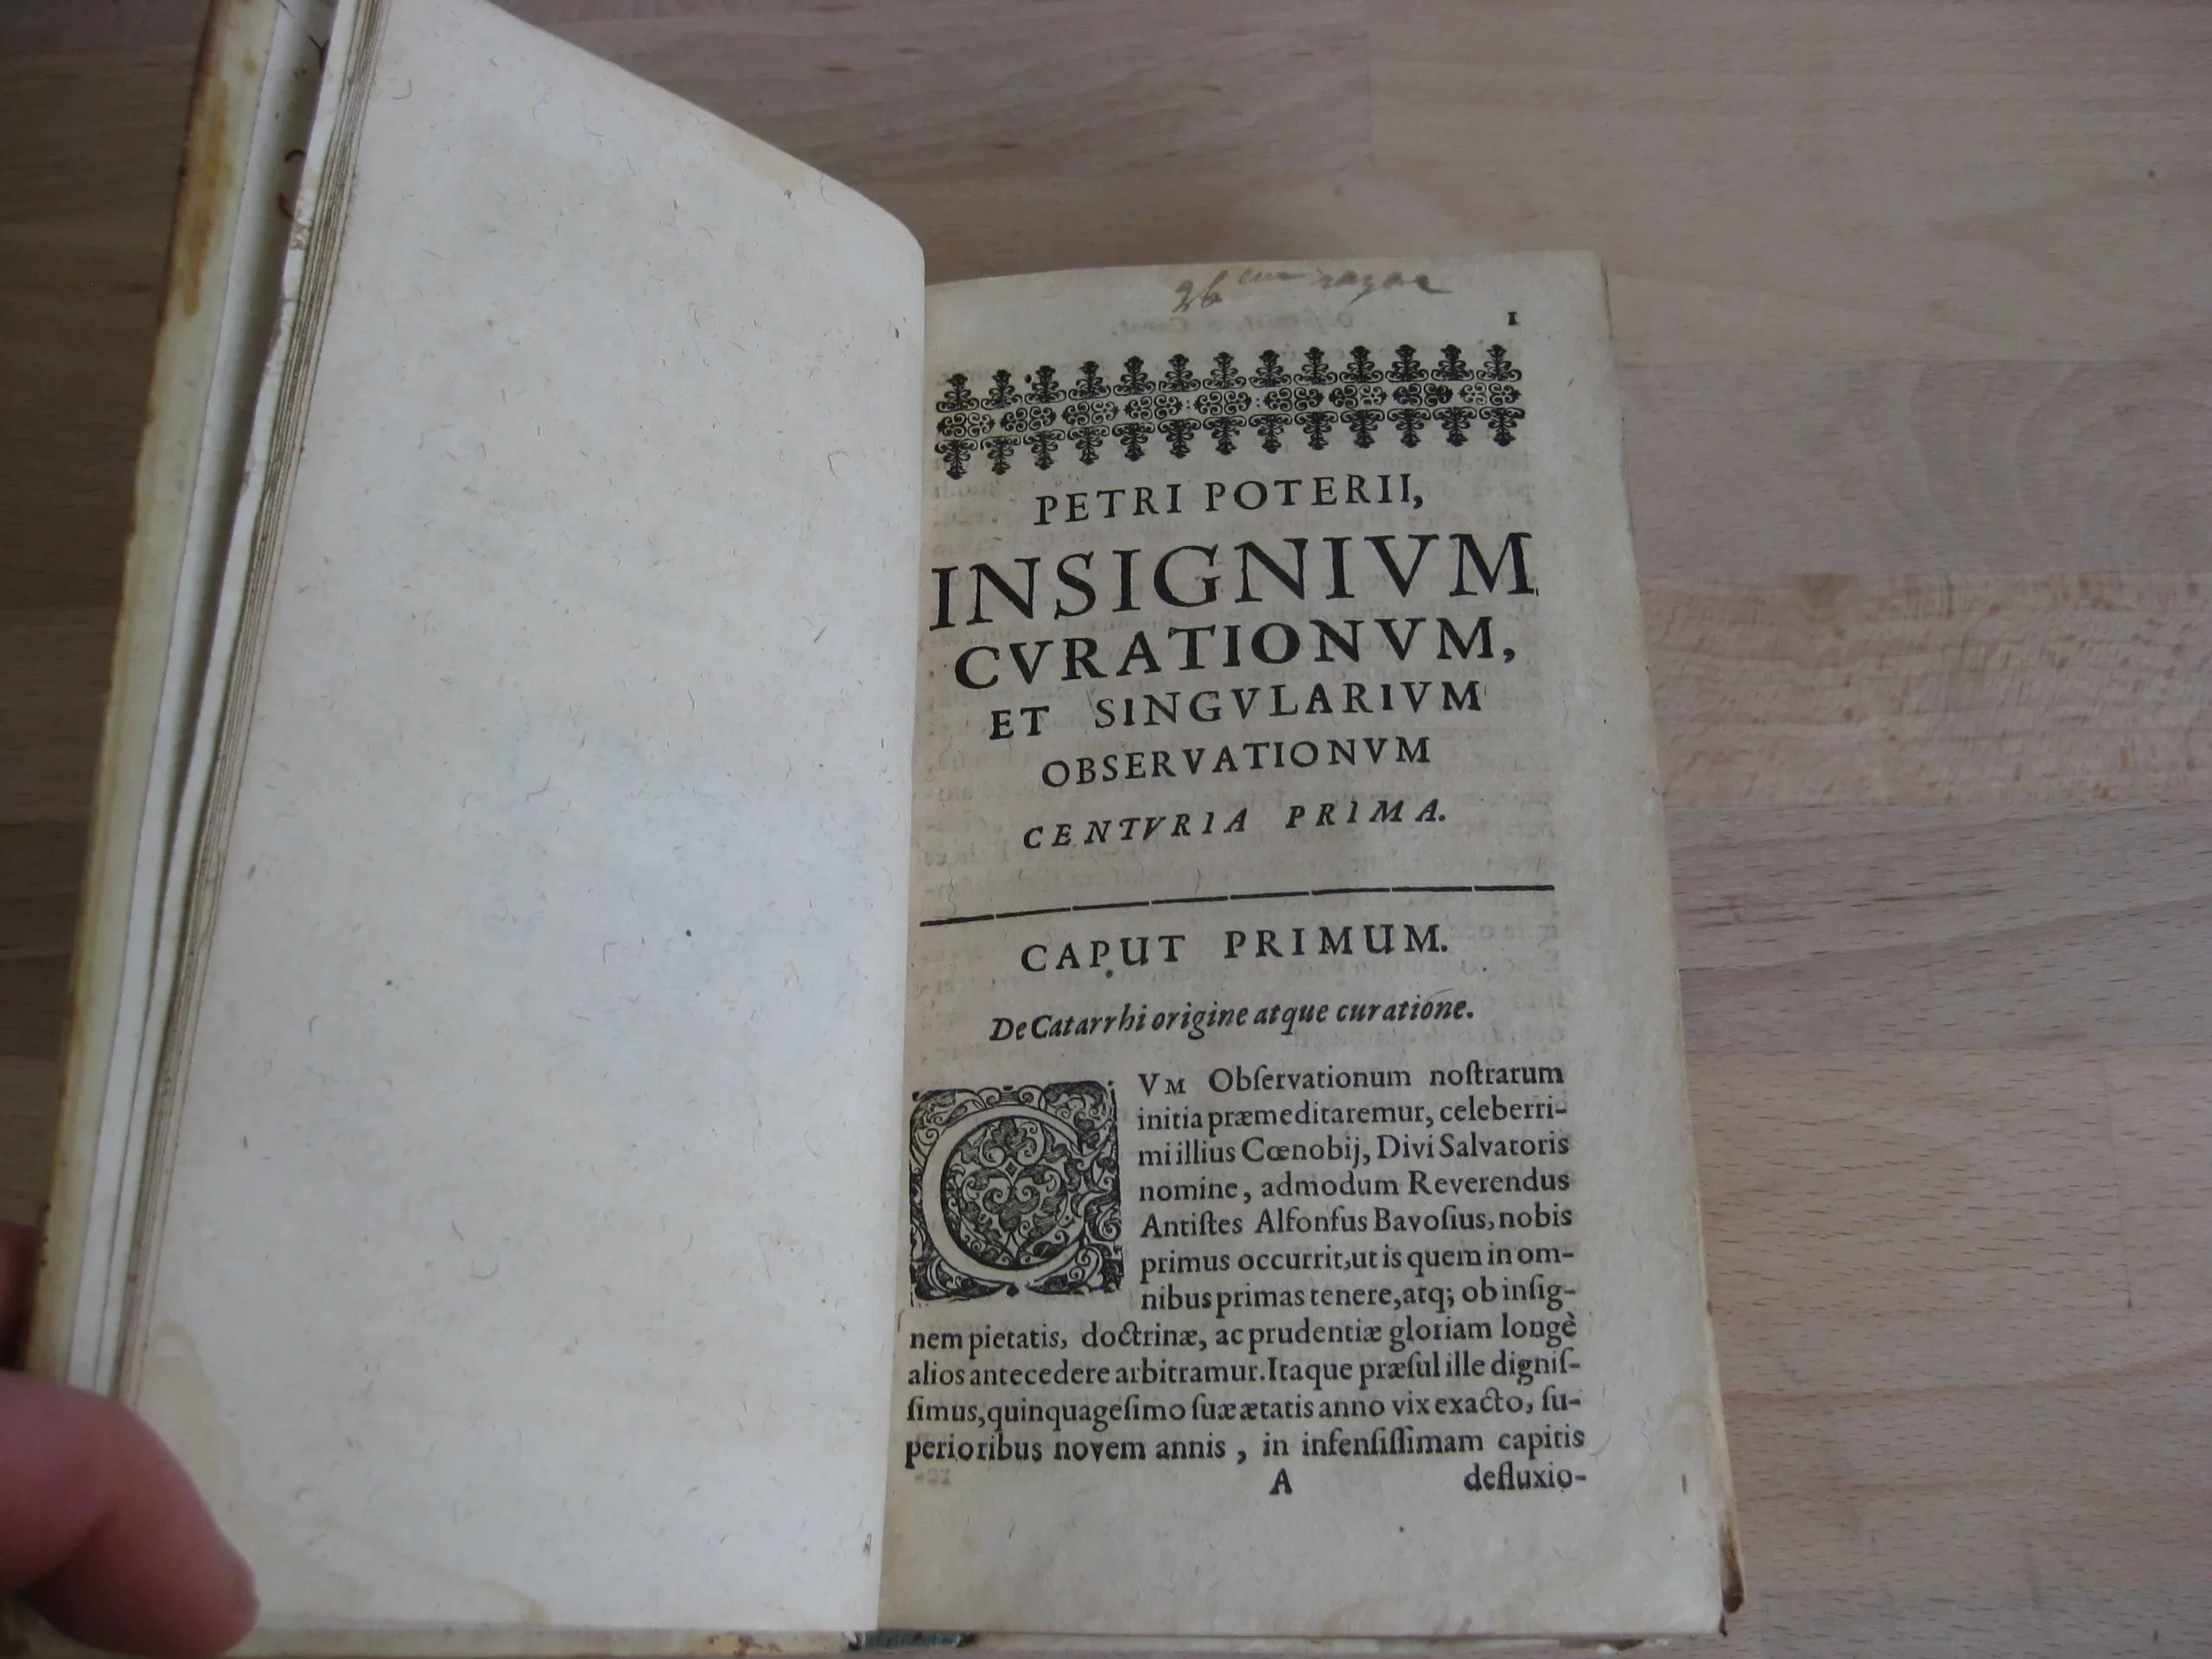 1
PETRI POTERII,
INSIGNIVM
CVRATIONVM,
ET SINGVLARIVM
OBSERVATIONVM
CENTVRIA PRIMA.
CAPUT PRIMUM.
De Catarrhi origine atque curatione.
CVM Obſervationum noſtrarum
initia præmeditaremur, celeberri-
mi illius Cœnobij, Divi Salvatoris
nomine, admodum Reverendus
Antiſtes Alfonſus Bavoſius, nobis
primus occurrit, ut is quem in om-
nibus primas tenere, atq; ob inſig-
nem pietatis, doctrinæ, ac prudentiæ gloriam longè
alios antecedere arbitramur. Itaque præſul ille digniſ-
ſimus, quinquageſimo ſuæ ætatis anno vix exacto, ſu-
perioribus novem annis, in infenſiſſimam capitis
A defluxio-